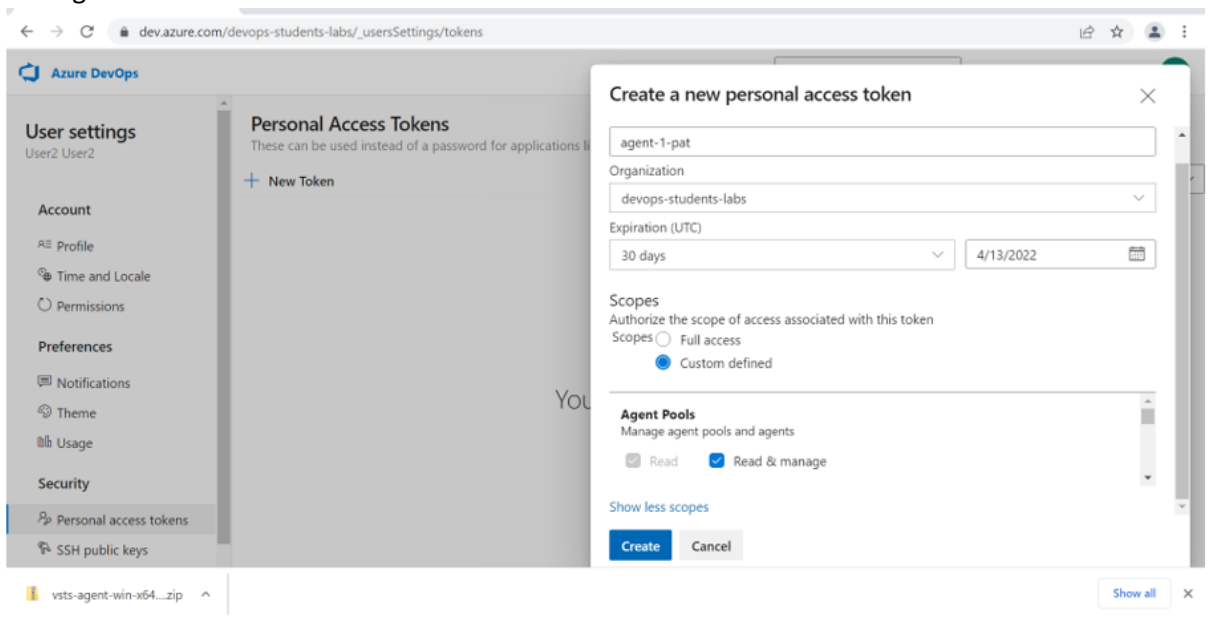 dev.azure.com/devops-students-labs/_usersSettings/tokens
Azure DevOps
User settings
User2 User2
Account
Profile
Time and Locale
Permissions
Preferences
Notifications
Theme
Usage
Security
Personal access tokens
SSH public keys
Personal Access Tokens
These can be used instead of a password for applications li
New Token
You
Create a new personal access token
agent-1-pat
Organization
devops-students-labs
Expiration (UTC)
30 days
4/13/2022
Scopes
Authorize the scope of access associated with this token
Scopes Full access
Custom defined
Agent Pools
Manage agent pools and agents
Read Read & manage
Show less scopes
Create Cancel
vsts-agent-win-x64....zip
Show all